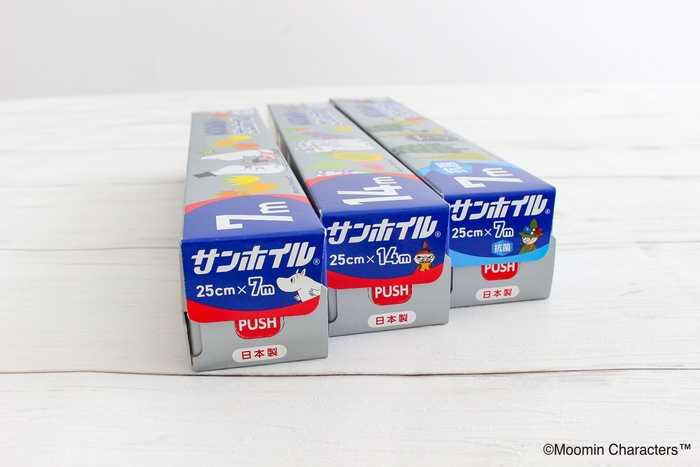 7m
サンホイル®
25cm×7m
PUSH
日本製
14m
サンホイル®
25cm×14m
PUSH
日本製
抗菌
7m
サンホイル®
25cm×7m
抗菌
PUSH
日本製
©Moomin Characters™